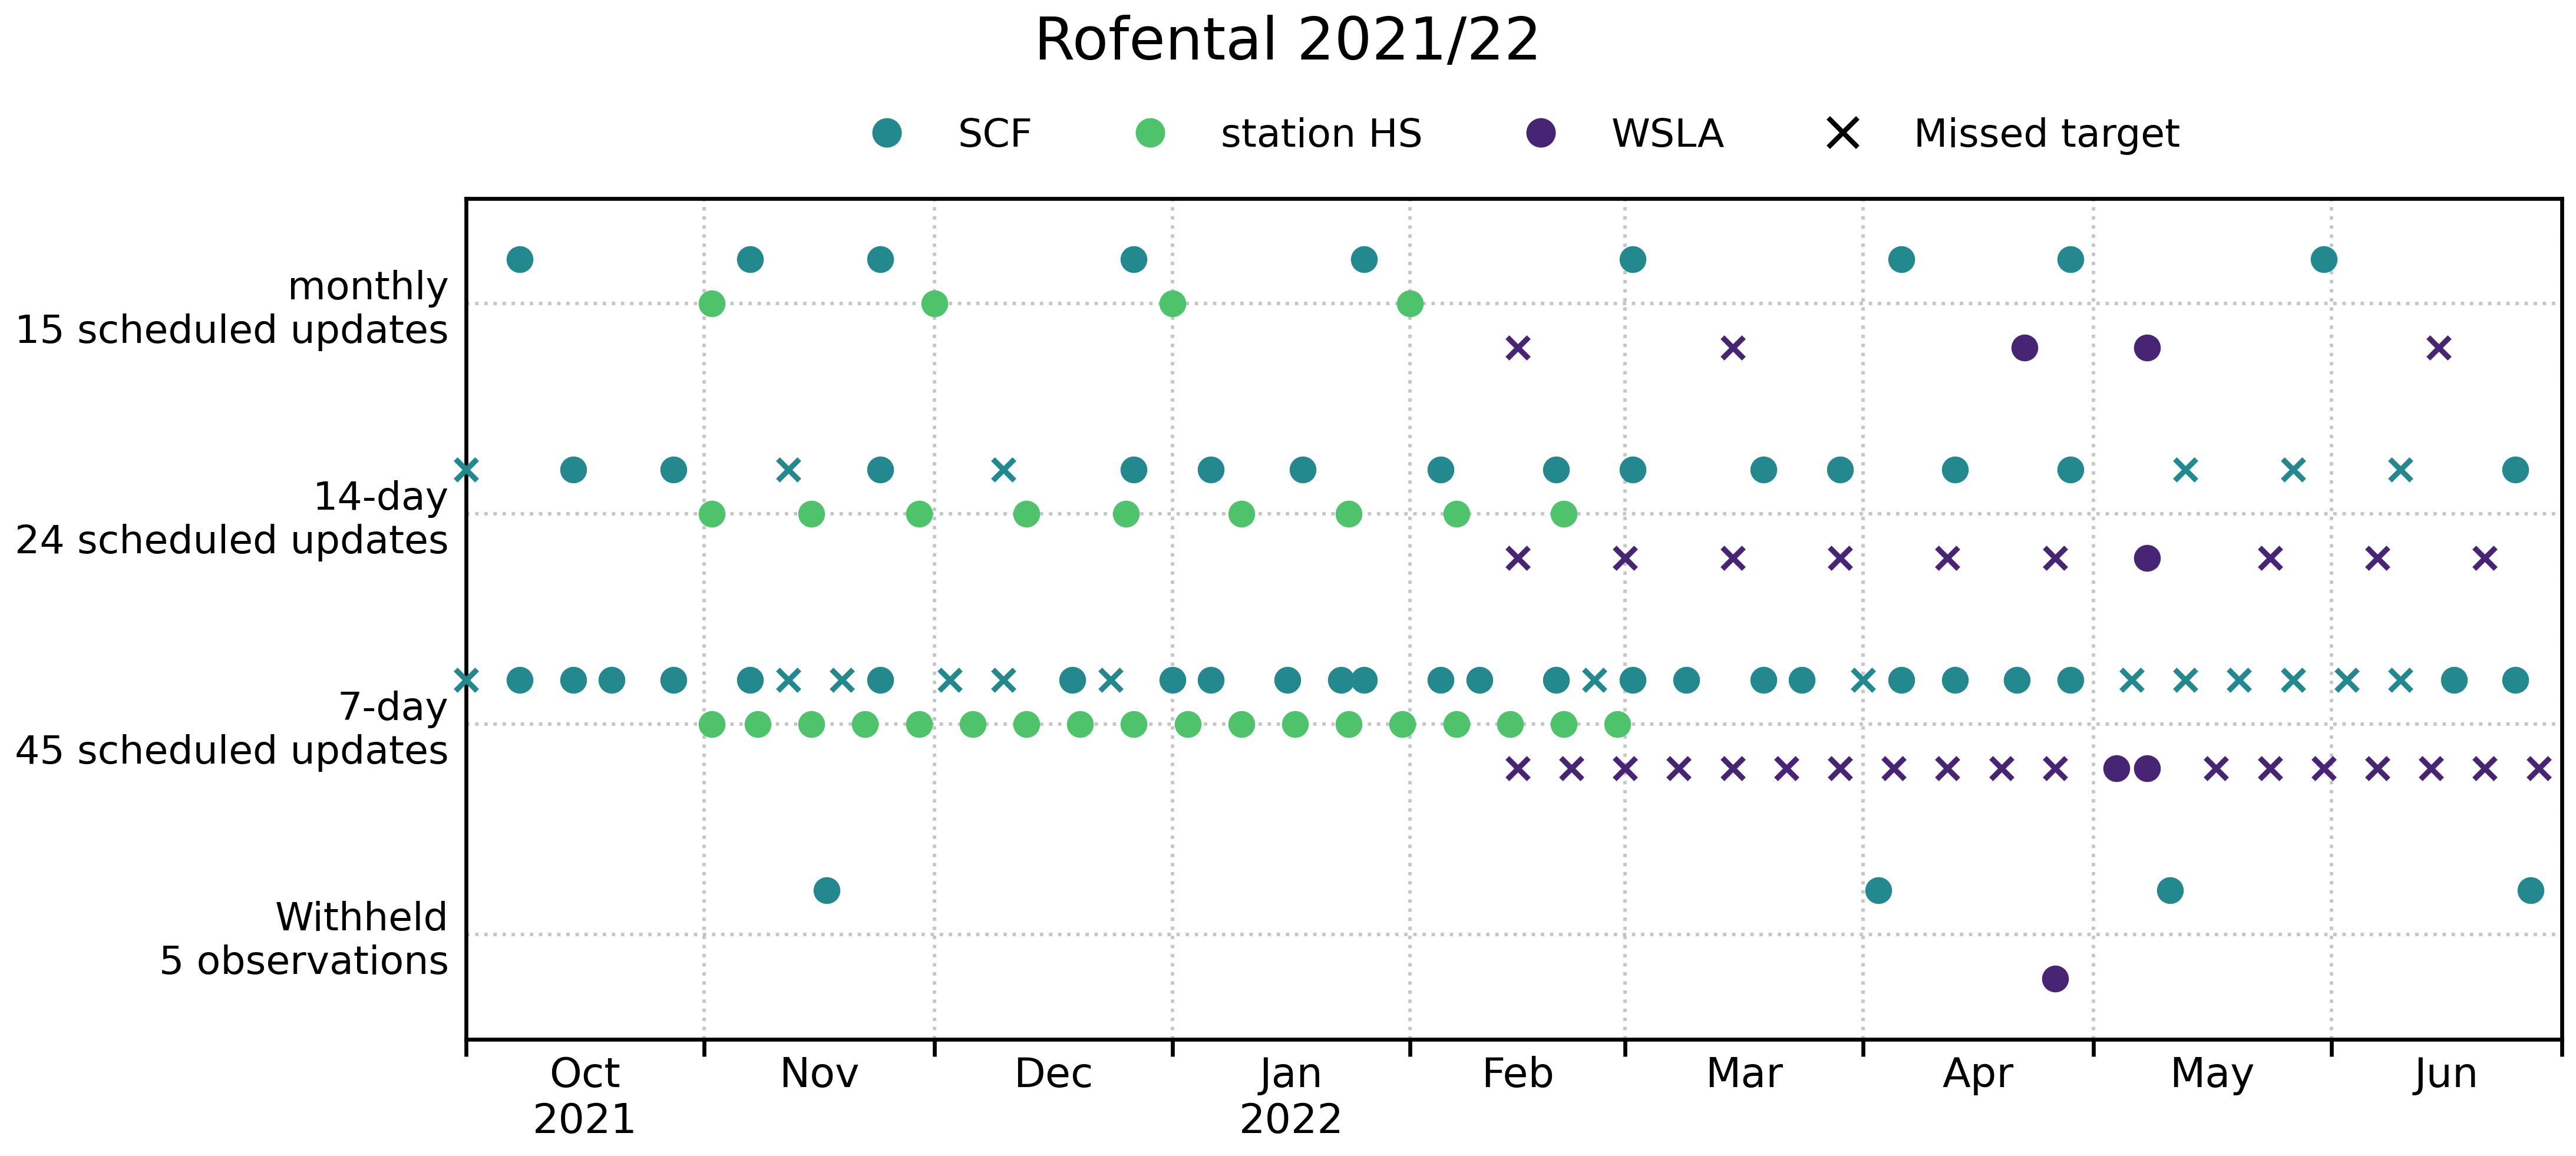 Rofental 2021/22
SCF
station HS
WSLA
Missed target
monthly
15 scheduled updates
14-day
24 scheduled updates
7-day
45 scheduled updates
Withheld
5 observations
Oct
2021
Nov
Dec
Jan
2022
Feb
Mar
Apr
May
Jun